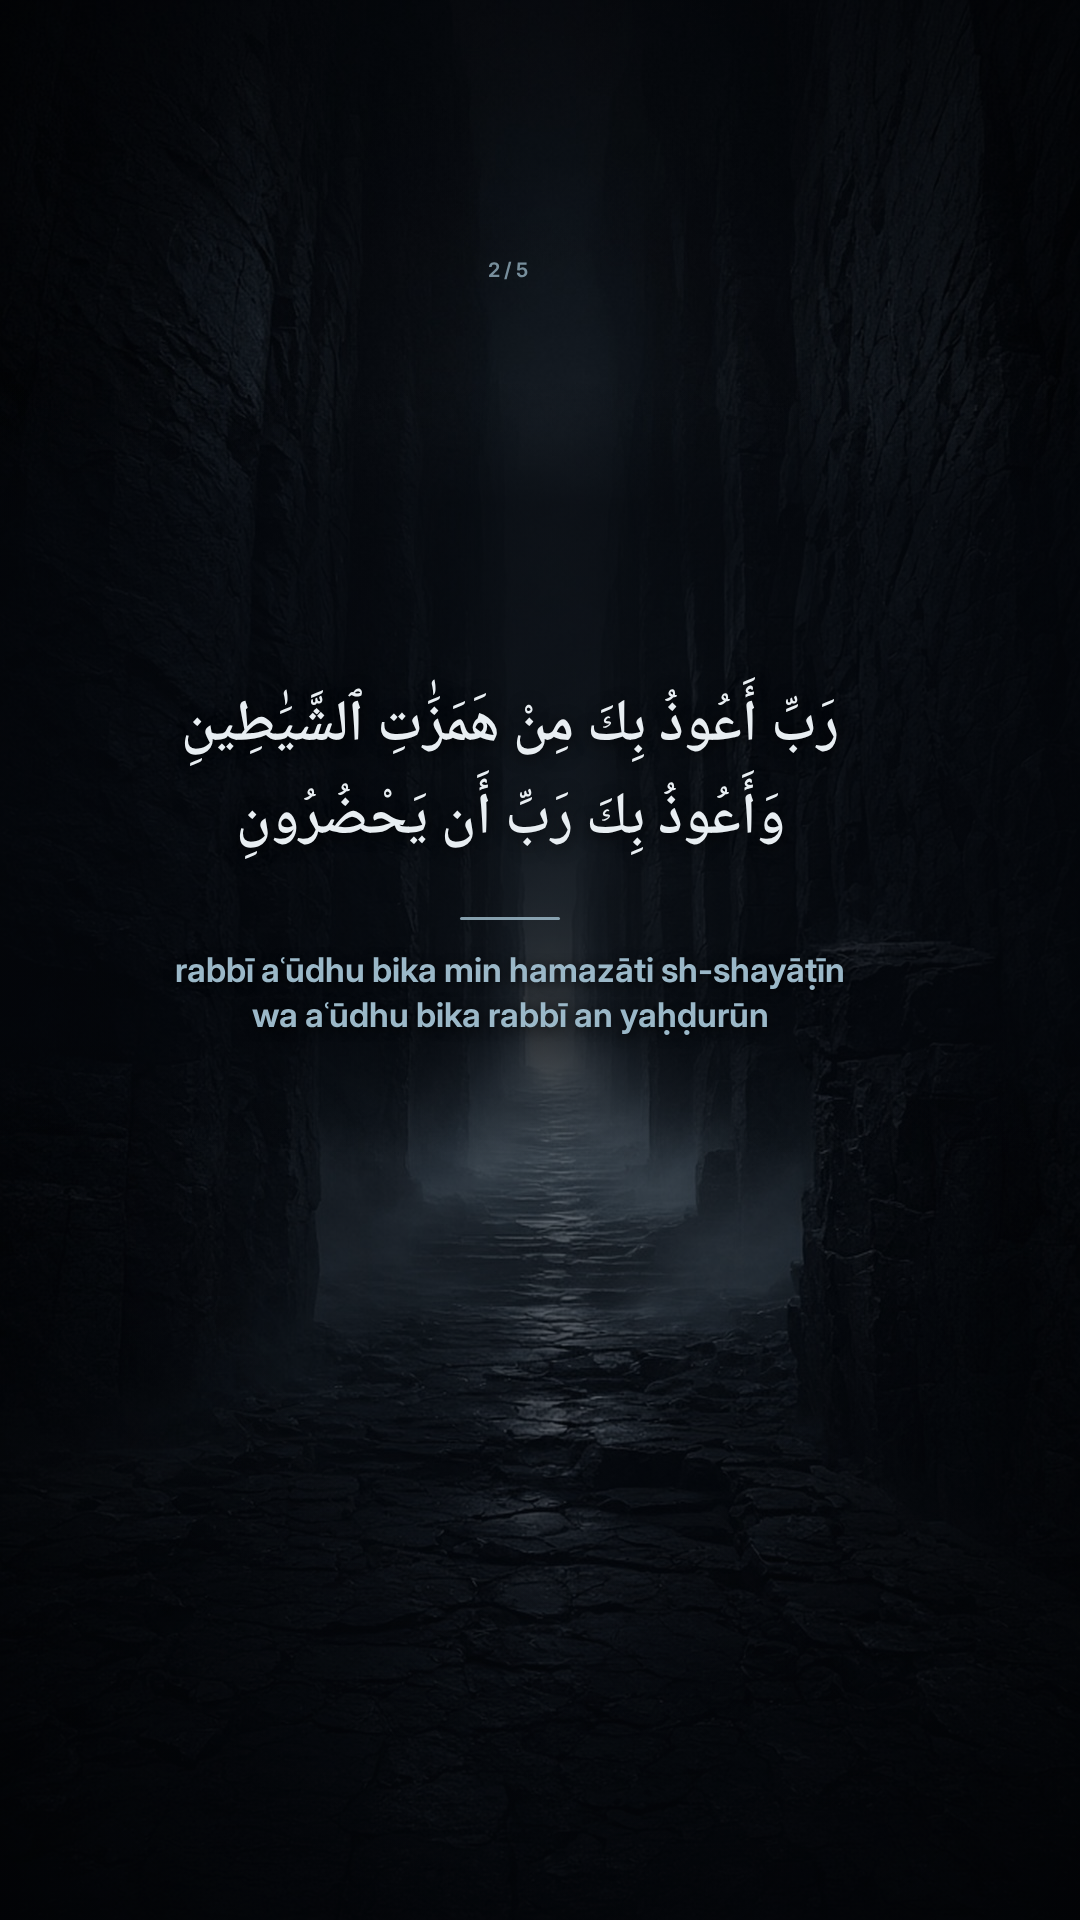 2/5
رَبِّ أَعُوذُ بِكَ مِنْ هَمَزَٰتِ ٱلشَّيَٰطِينِ
وَأَعُوذُ بِكَ رَبِّ أَن يَحْضُرُونِ
rabbī aʿūdhu bika min hamazāti sh-shayāṭīn
wa aʿūdhu bika rabbī an yaḥḍurūn